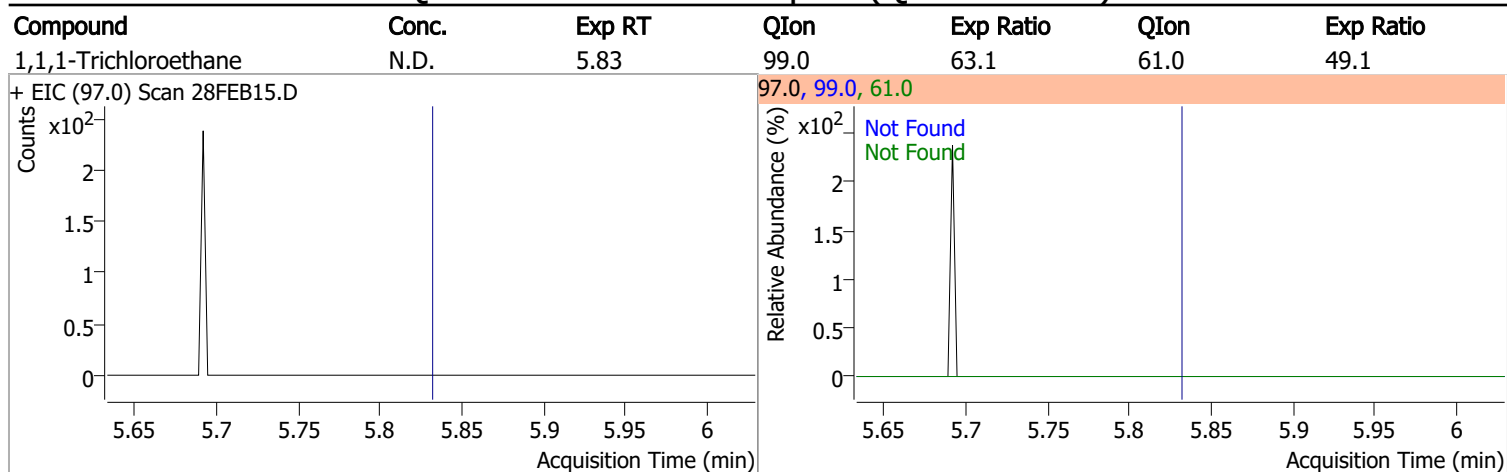 Compound Conc. Exp RT QIon Exp Ratio QIon Exp Ratio
1,1,1-Trichloroethane N.D. 5.83 99.0 63.1 61.0 49.1
+ EIC (97.0) Scan 28FEB15.D
Counts
x10²
2
1.5
1
0.5
0
5.65 5.7 5.75 5.8 5.85 5.9 5.95 6
Acquisition Time (min)
97.0, 99.0, 61.0
Relative Abundance (%)
x10²
Not Found
Not Found
2
1.5
1
0.5
0
5.65 5.7 5.75 5.8 5.85 5.9 5.95 6
Acquisition Time (min)